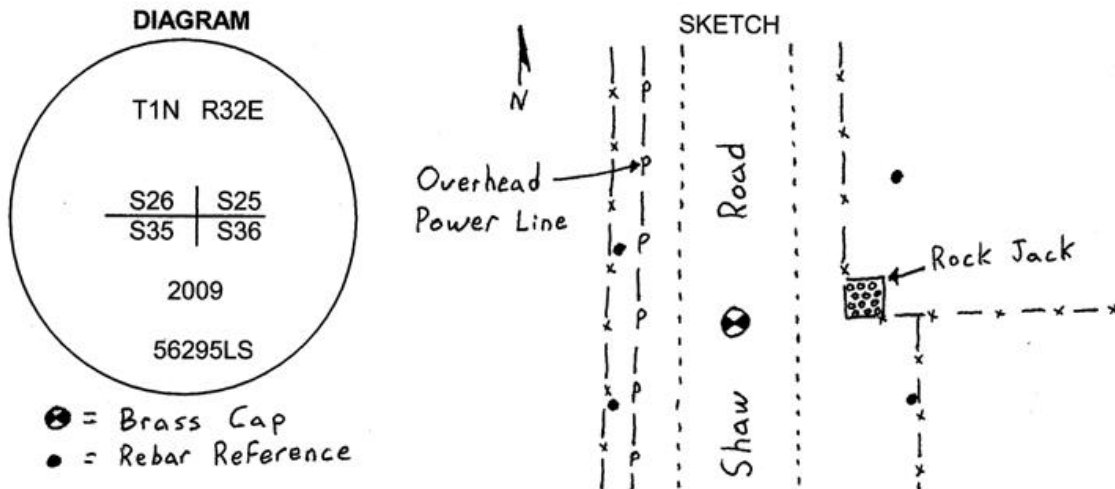 DIAGRAM
T1N R32E
S26 S25
S35 S36
2009
56295LS
= Brass Cap
= Rebar Reference
SKETCH
N
Overhead
Power Line
P
P
P
P
P
P
Shaw Road
Rock Jack